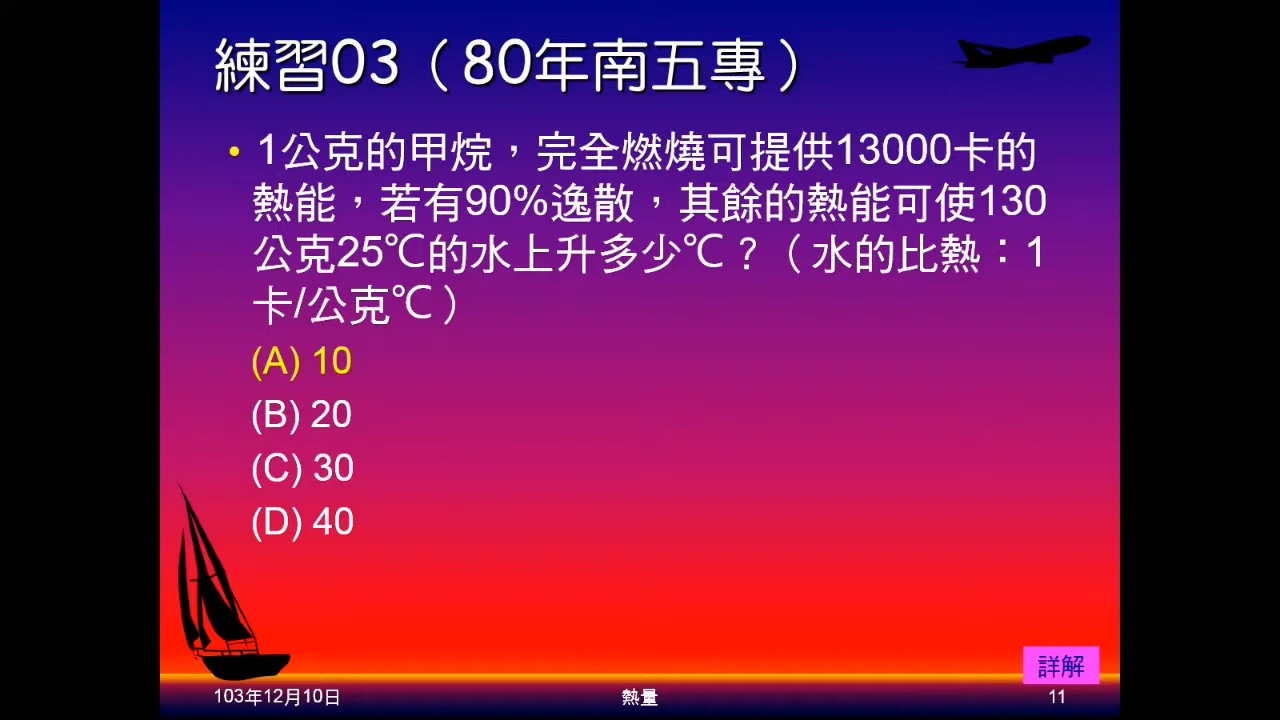 練習03（80年南五專）
• 1公克的甲烷，完全燃燒可提供13000卡的
熱能，若有90%逸散，其餘的熱能可使130
公克25℃的水上升多少℃？（水的比熱：1
卡/公克℃）
(A) 10
(B) 20
(C) 30
(D) 40
詳解
103年12月10日
熱量
11